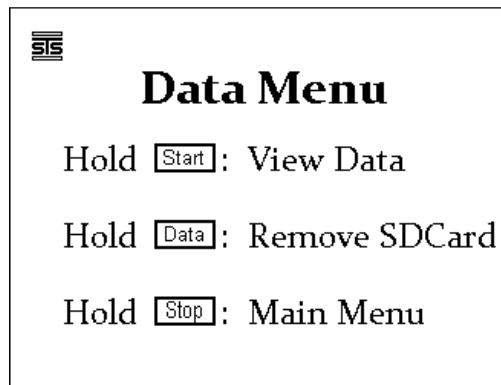 STS
Data Menu
Hold Start: View Data
Hold Data: Remove SDCard
Hold Stop: Main Menu